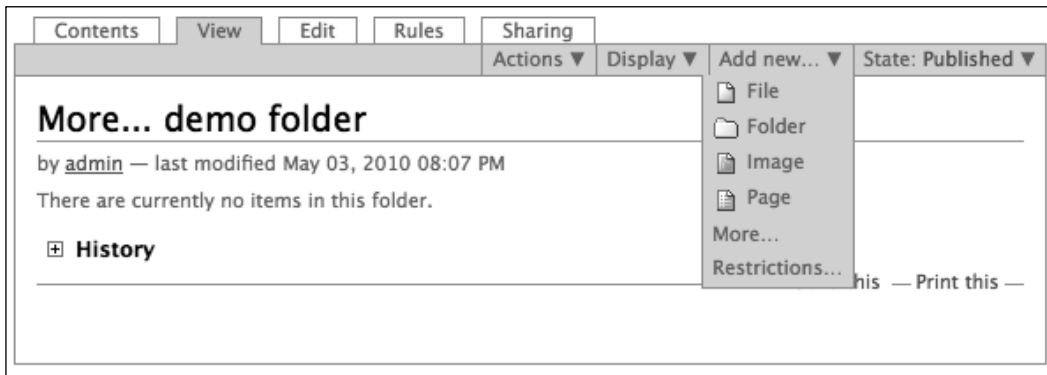 Contents View Edit Rules Sharing
Actions ▼ Display ▼ Add new... ▼ State: Published ▼
File
More... demo folder
Folder
by admin — last modified May 03, 2010 08:07 PM
Image
There are currently no items in this folder.
Page
More...
History
Restrictions...
his — Print this —